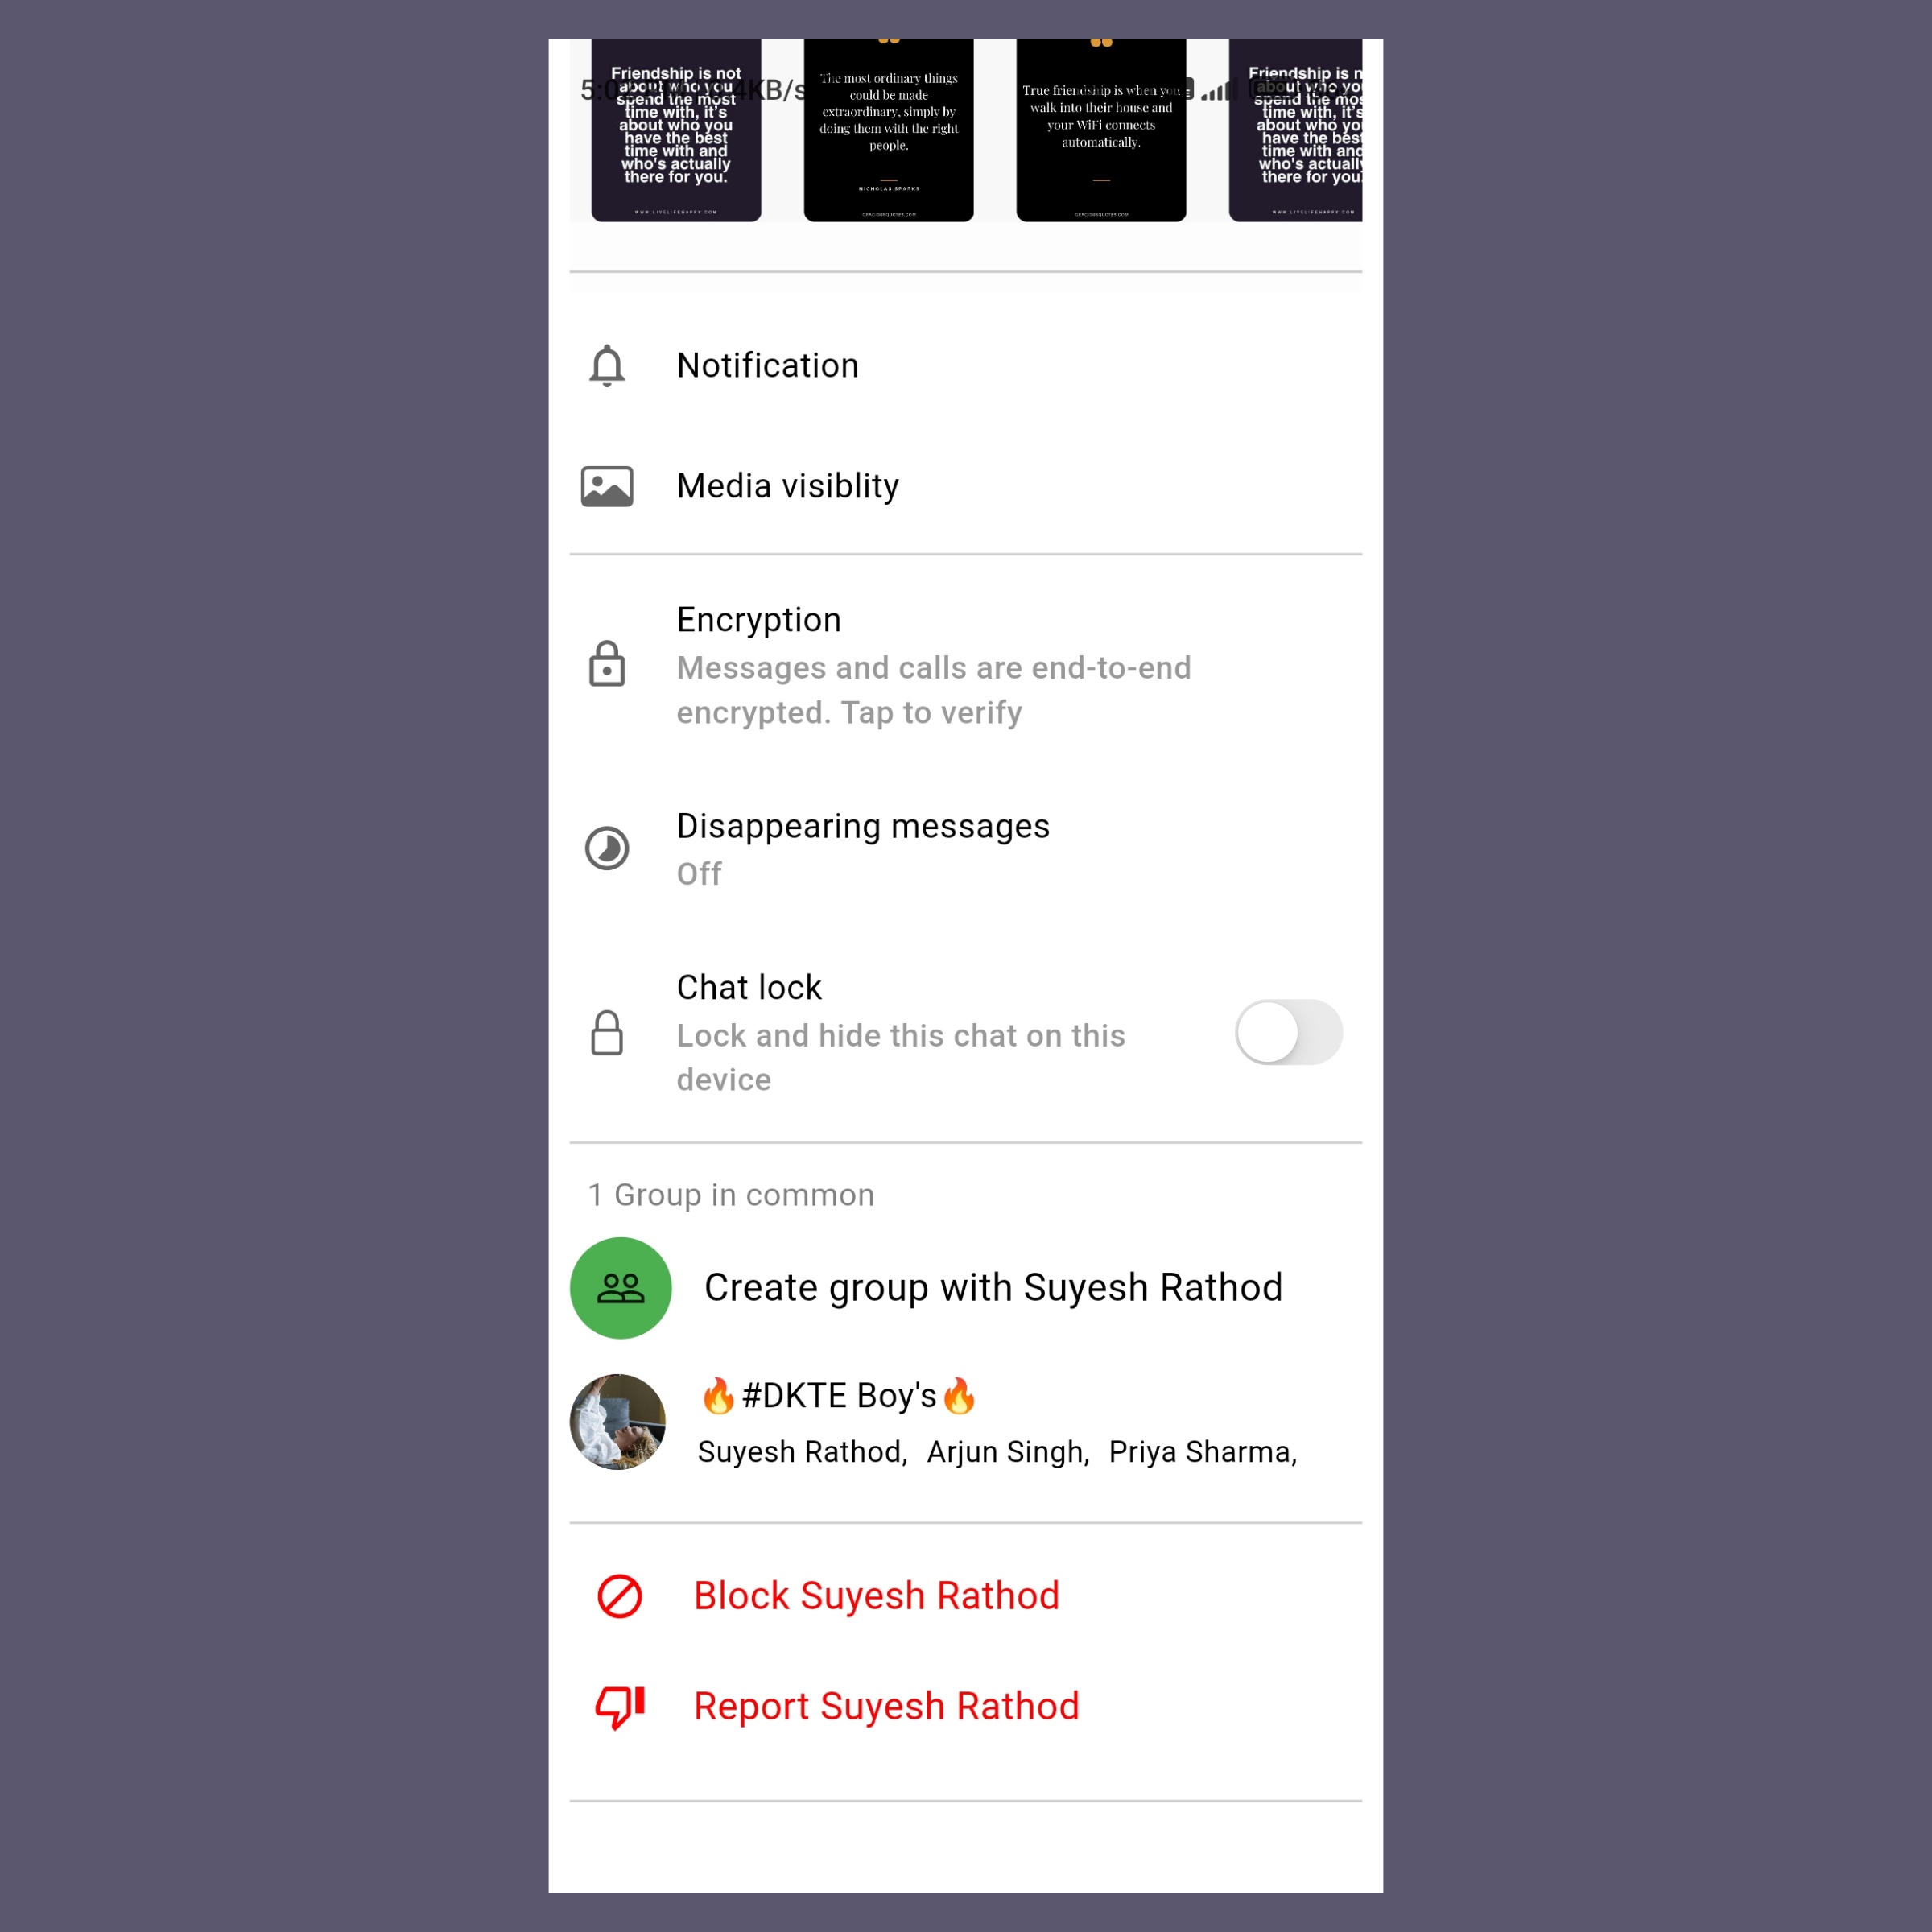 Friendship is not
about who you
spend the most
time with, it's
about who you
have the best
time with and
who's actually
there for you.
WWW.LIVELIFEHAPPY.COM
The most ordinary things
could be made
extraordinary, simply by
doing them with the right
people.
NICHOLAS SPARKS
True friendship is when you
walk into their house and
your WiFi connects
automatically.
Friendship is
about who
spend the
time with, it's
about who
have the
time with
who's actually
there for you.
WWW.LIVELIFEHAPPY.COM
KB/s
Notification
Media visiblity
Encryption
Messages and calls are end-to-end
encrypted. Tap to verify
Disappearing messages
Off
Chat lock
Lock and hide this chat on this
device
1 Group in common
Create group with Suyesh Rathod
🔥#DKTE Boy's🔥
Suyesh Rathod, Arjun Singh, Priya Sharma,
Block Suyesh Rathod
Report Suyesh Rathod